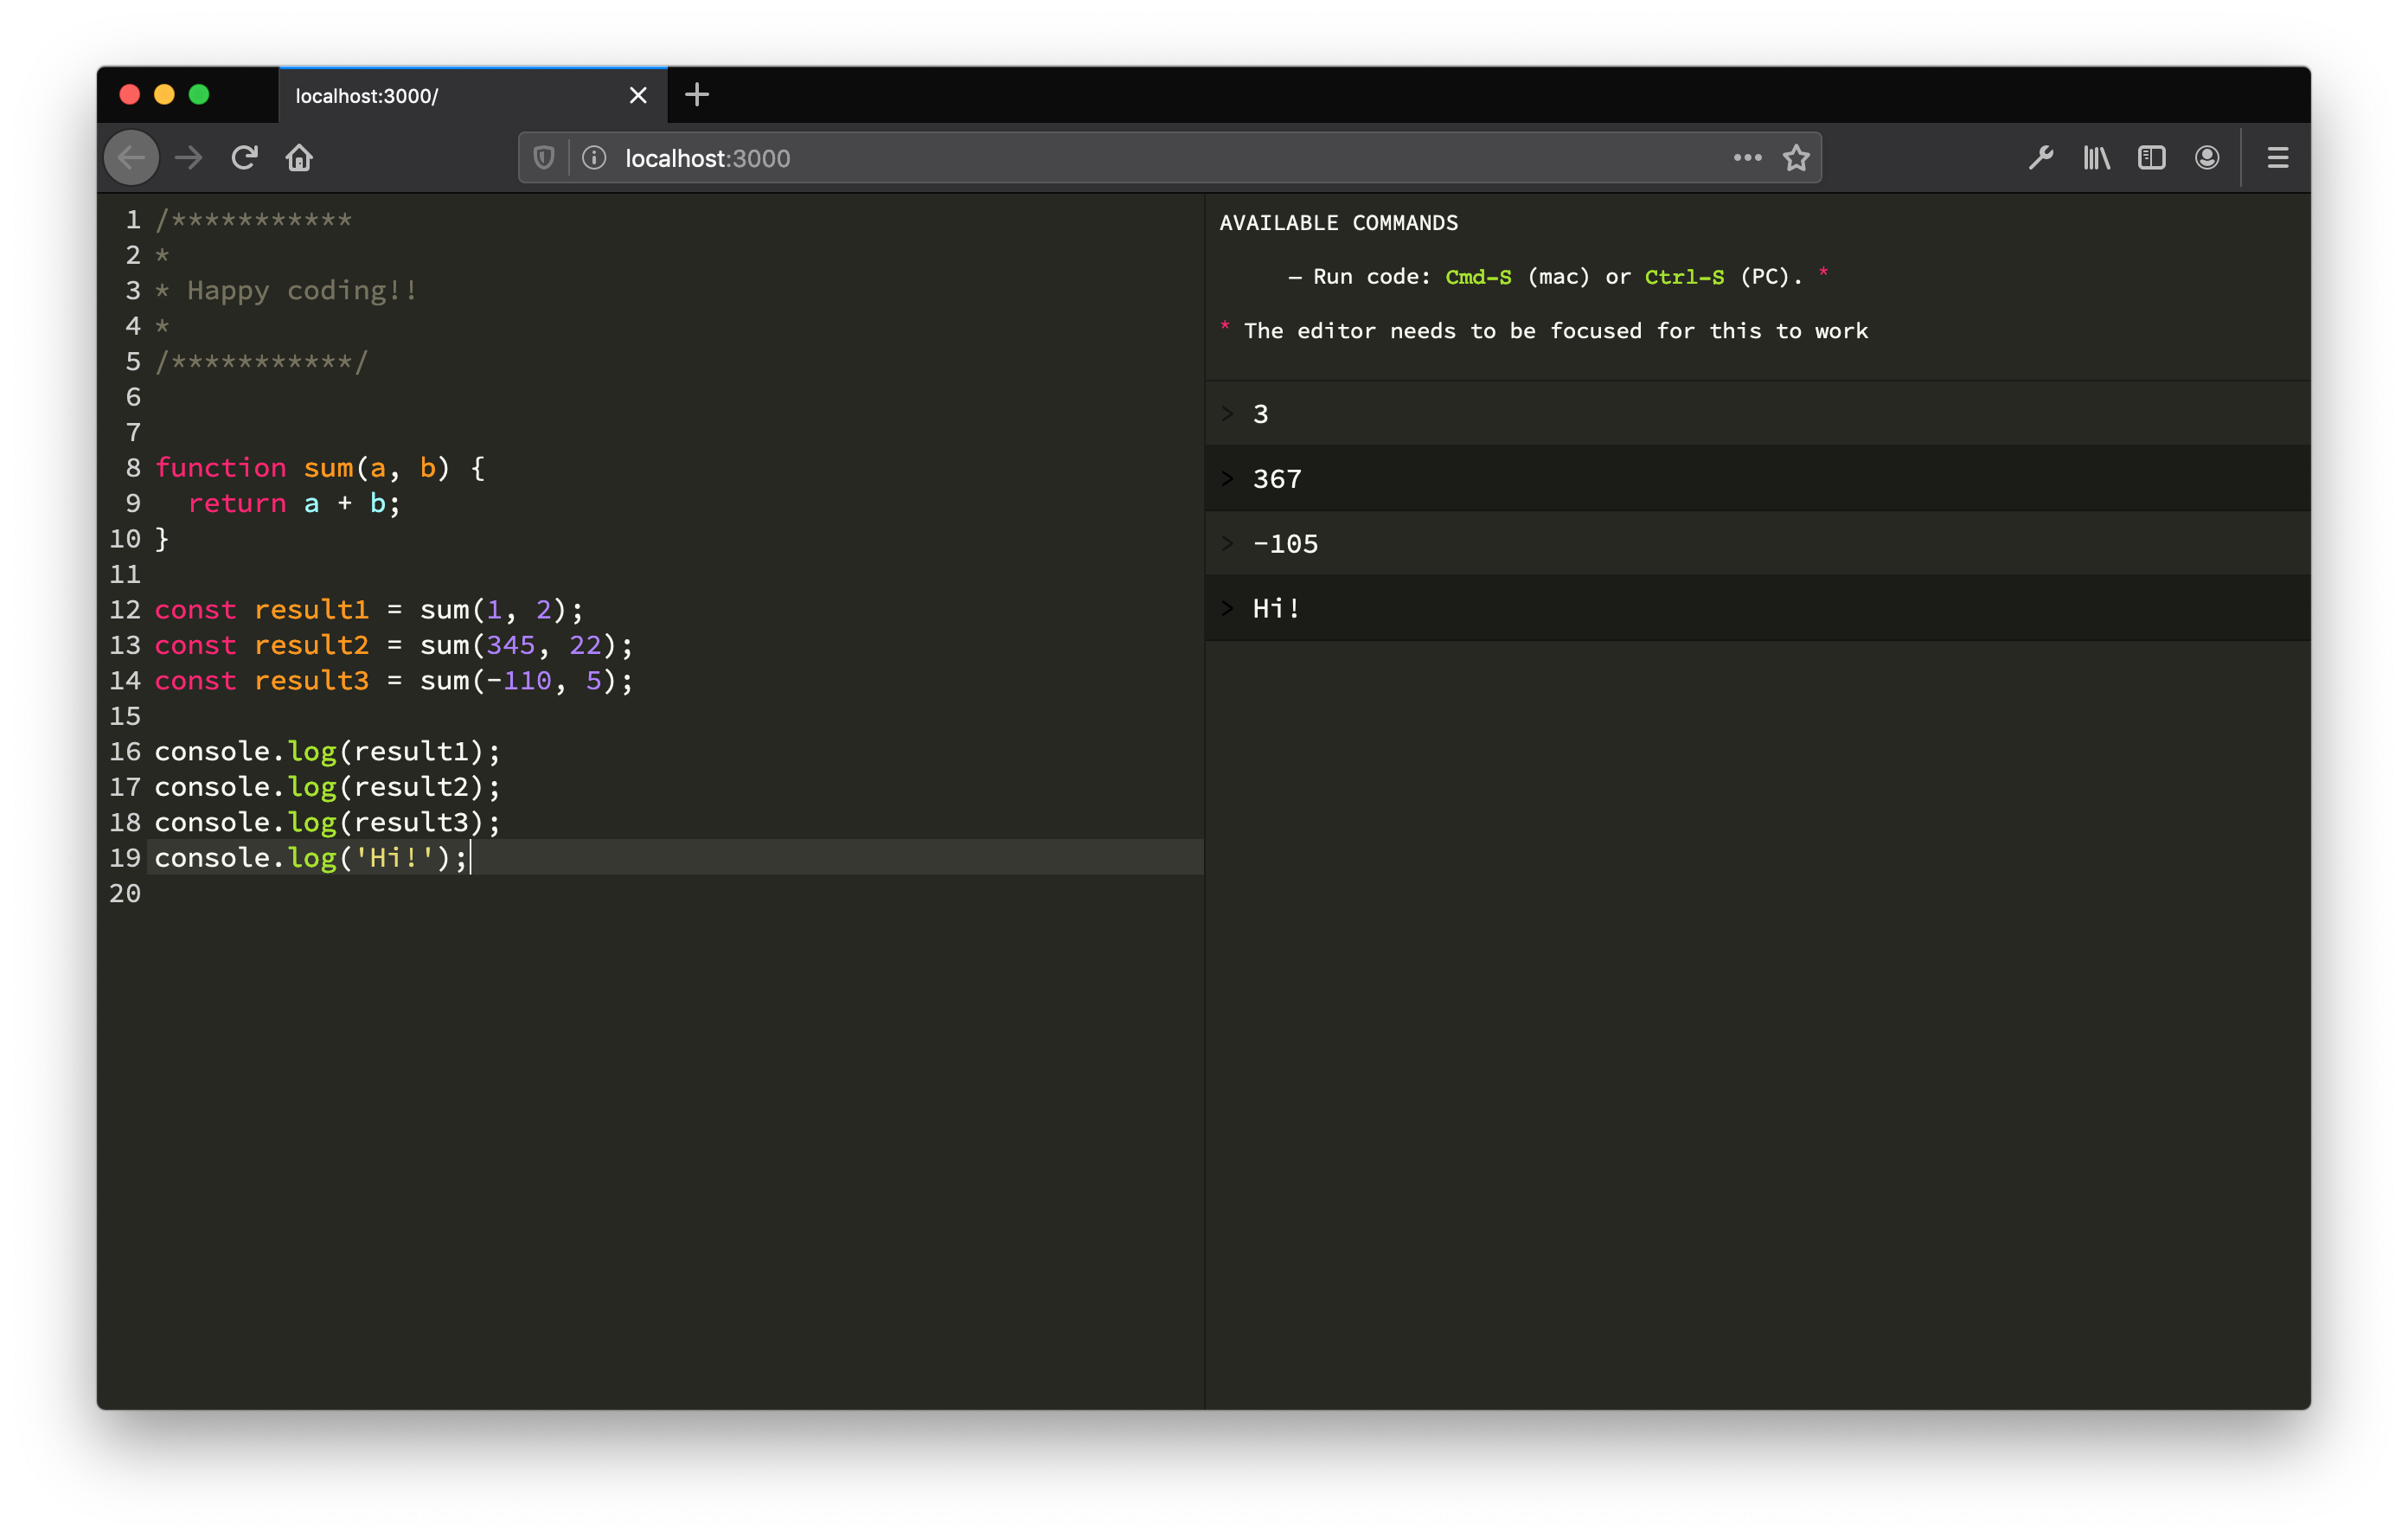 localhost:3000/
localhost:3000
1 /***********
2 *
3 * Happy coding!!
4 *
5 /***********/
6
7
8 function sum(a, b) {
9   return a + b;
10 }
11
12 const result1 = sum(1, 2);
13 const result2 = sum(345, 22);
14 const result3 = sum(-110, 5);
15
16 console.log(result1);
17 console.log(result2);
18 console.log(result3);
19 console.log('Hi!');
20
AVAILABLE COMMANDS
– Run code: Cmd-S (mac) or Ctrl-S (PC). *
* The editor needs to be focused for this to work
> 3
> 367
> -105
> Hi!